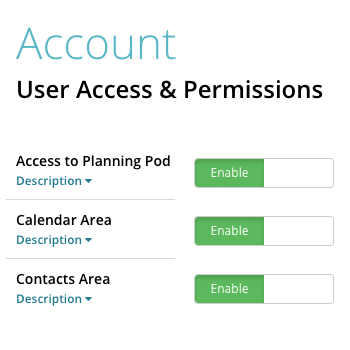 Account
User Access & Permissions
Access to Planning Pod
Description
Enable
Calendar Area
Description
Enable
Contacts Area
Description
Enable